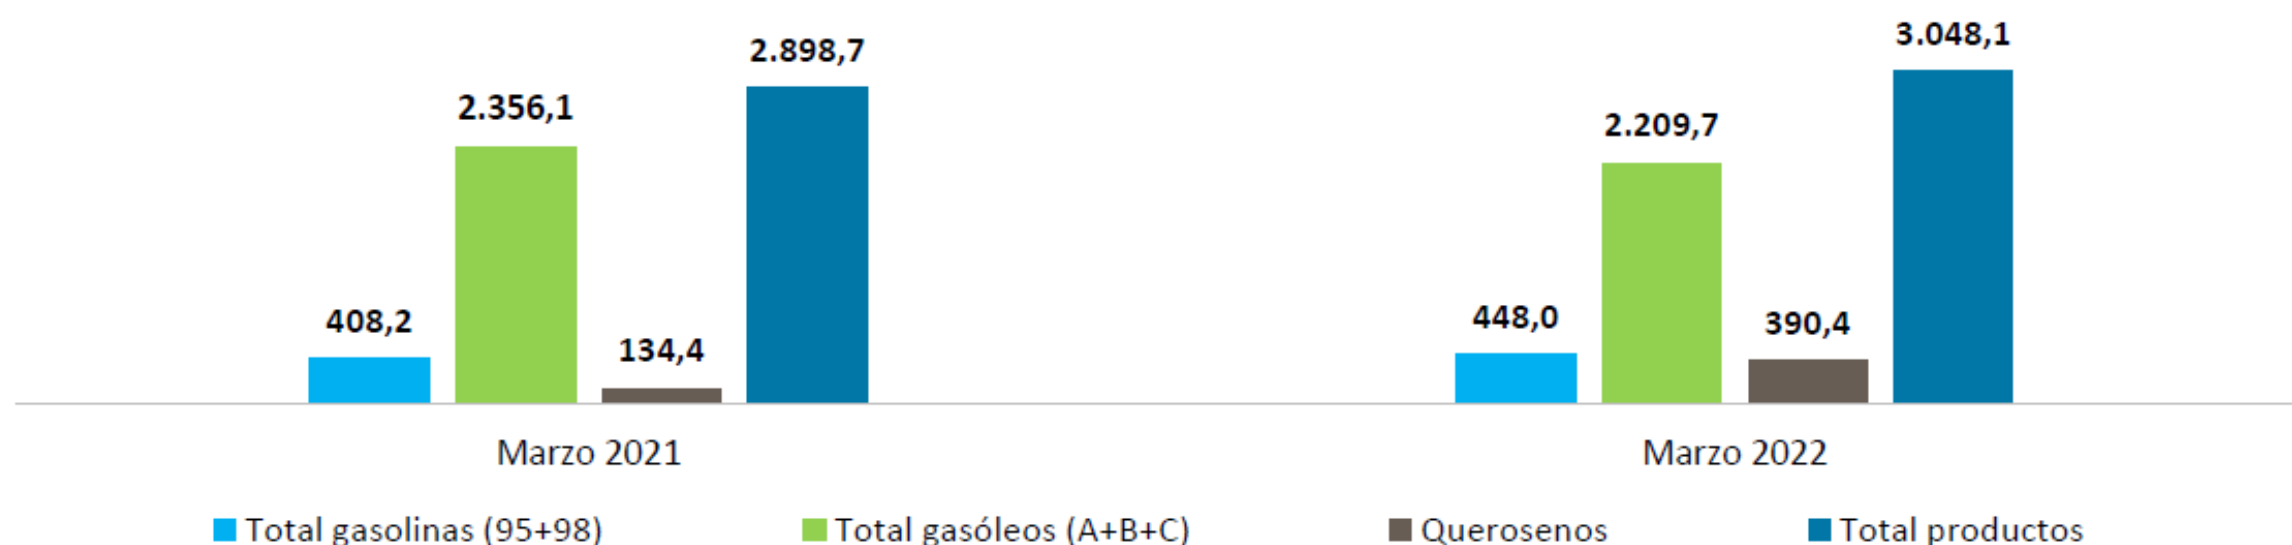 2.898,7
2.356,1
408,2
134,4
3.048,1
2.209,7
448,0
390,4
Marzo 2021
Marzo 2022
Total gasolinas (95+98)
Total gasóleos (A+B+C)
Querosenos
Total productos